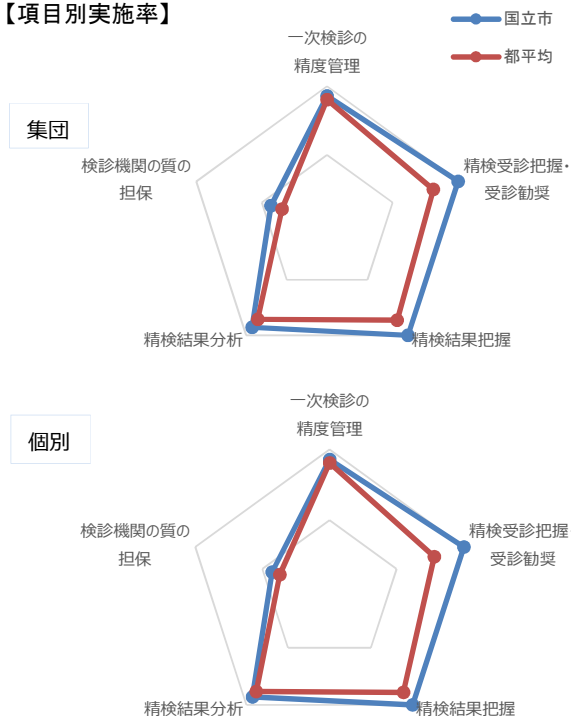 【項目別実施率】
国立市
都平均
集団
一次検診の
精度管理
精検受診把握・
受診勧奨
精検結果把握
精検結果分析
検診機関の質の
担保
個別
一次検診の
精度管理
精検受診把握
受診勧奨
精検結果把握
精検結果分析
検診機関の質の
担保